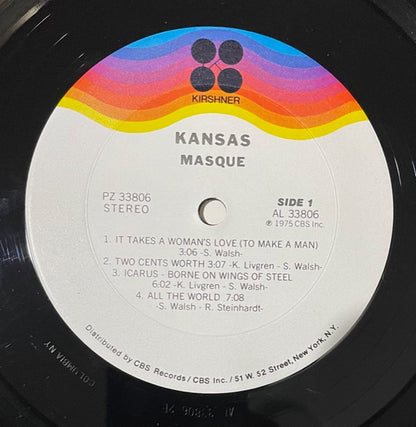 KIRSHNER
KANSAS
MASQUE
PZ 33806
STEREO
SIDE 1
AL 33806
℗ 1975 CBS Inc.
1. IT TAKES A WOMAN'S LOVE (TO MAKE A MAN)
3:06 -S. Walsh-
2. TWO CENTS WORTH 3:07 -K. Livgren - S. Walsh-
3. ICARUS - BORNE ON WINGS OF STEEL
6:02 -K. Livgren - S. Walsh-
4. ALL THE WORLD 7:08
-S. Walsh - R. Steinhardt-
Distributed by CBS Records / CBS Inc. / 51 W. 52 Street, New York, N.Y.
COLUMBIA NY